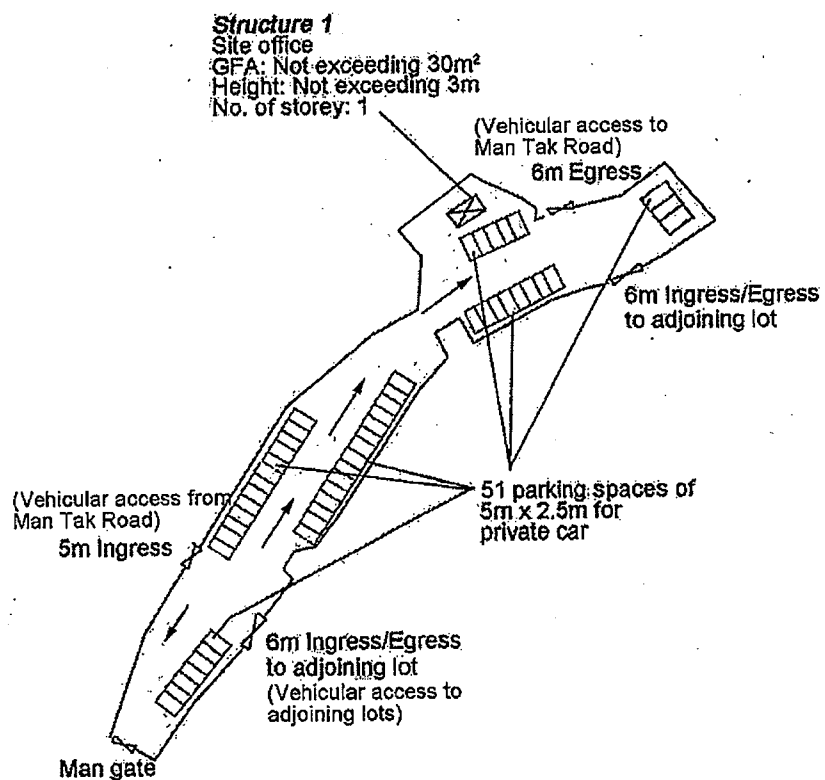 Structure 1
Site office
GFA: Not exceeding 30m²
Height: Not exceeding 3m
No. of storey: 1
(Vehicular access to
Man Tak Road)
6m Egress
6m Ingress/Egress
to adjoining lot
51 parking spaces of
5m x 2.5m for
private car
(Vehicular access from
Man Tak Road)
5m Ingress
6m Ingress/Egress
to adjoining lot
(Vehicular access to
adjoining lots)
Man gate